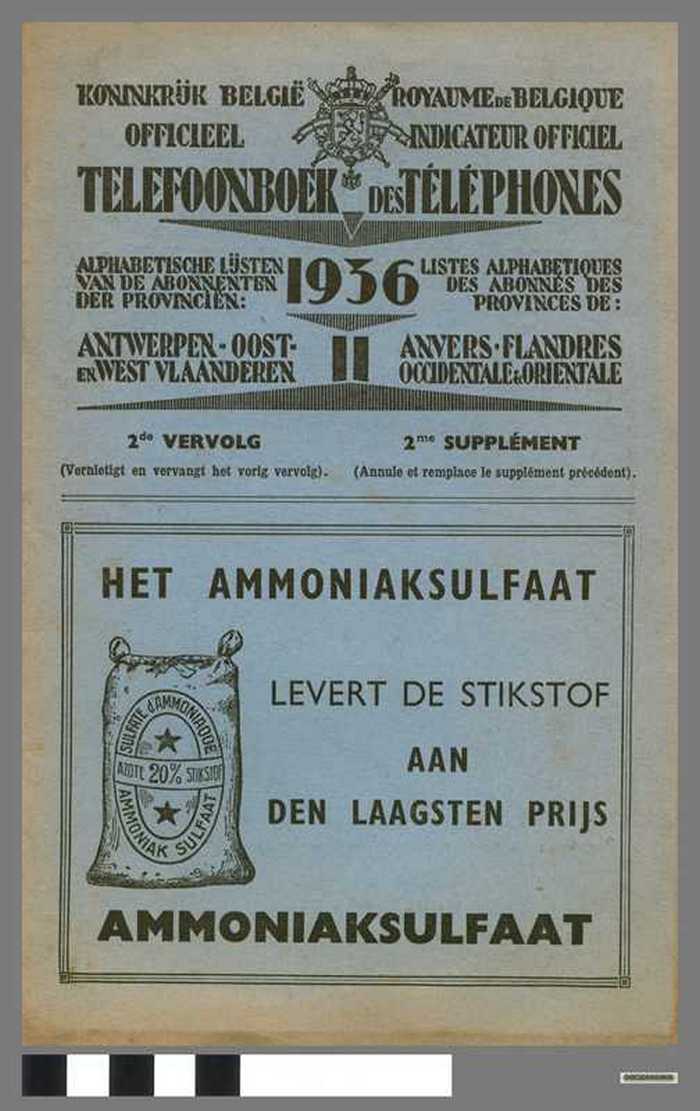 KONINKRIJK BELGIË
OFFICIEEL
TELEFOONBOEK
ROYAUME DE BELGIQUE
INDICATEUR OFFICIEL
DES TÉLÉPHONES
ALPHABETISCHE LIJSTEN
VAN DE ABONNENTEN
DER PROVINCIËN:
1936
LISTES ALPHABETIQUES
DES ABONNÉS DES
PROVINCES DE:
ANTWERPEN-OOST-
EN WEST VLAANDEREN
II
ANVERS-FLANDRES
OCCIDENTALE & ORIENTALE
2de VERVOLG
(Vernietigt en vervangt het vorig vervolg).
2me SUPPLÉMENT
(Annule et remplace le supplément précédent).
HET AMMONIAKSULFAAT
SULFATE d'AMMONIAQUE
AZOTE 20% STIKSTOF
AMMONIAK SULFAAT
LEVERT DE STIKSTOF
AAN
DEN LAAGSTEN PRIJS
AMMONIAKSULFAAT